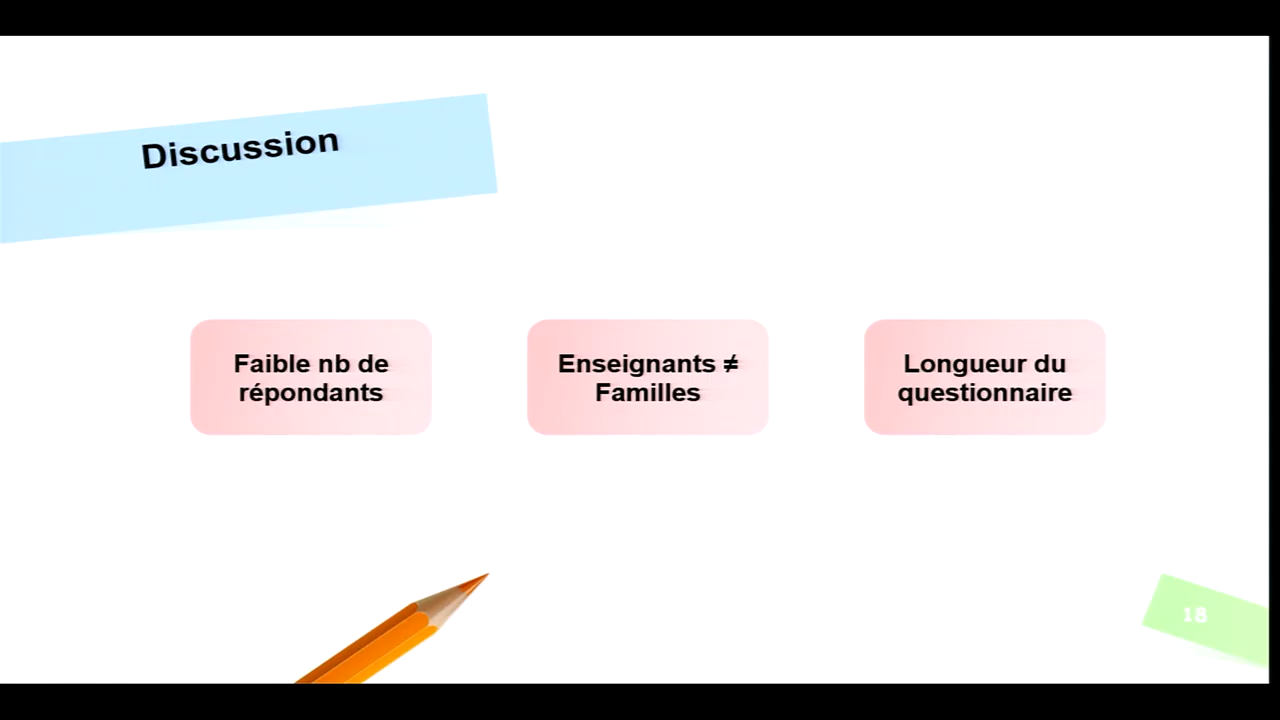 Discussion
Faible nb de
répondants
Enseignants ≠
Familles
Longueur du
questionnaire
18